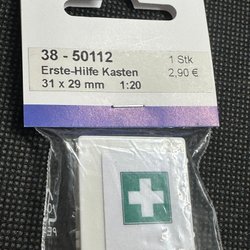 38 - 50112
1 Stk
Erste-Hilfe Kasten
2,90 €
31 x 29 mm 1:20